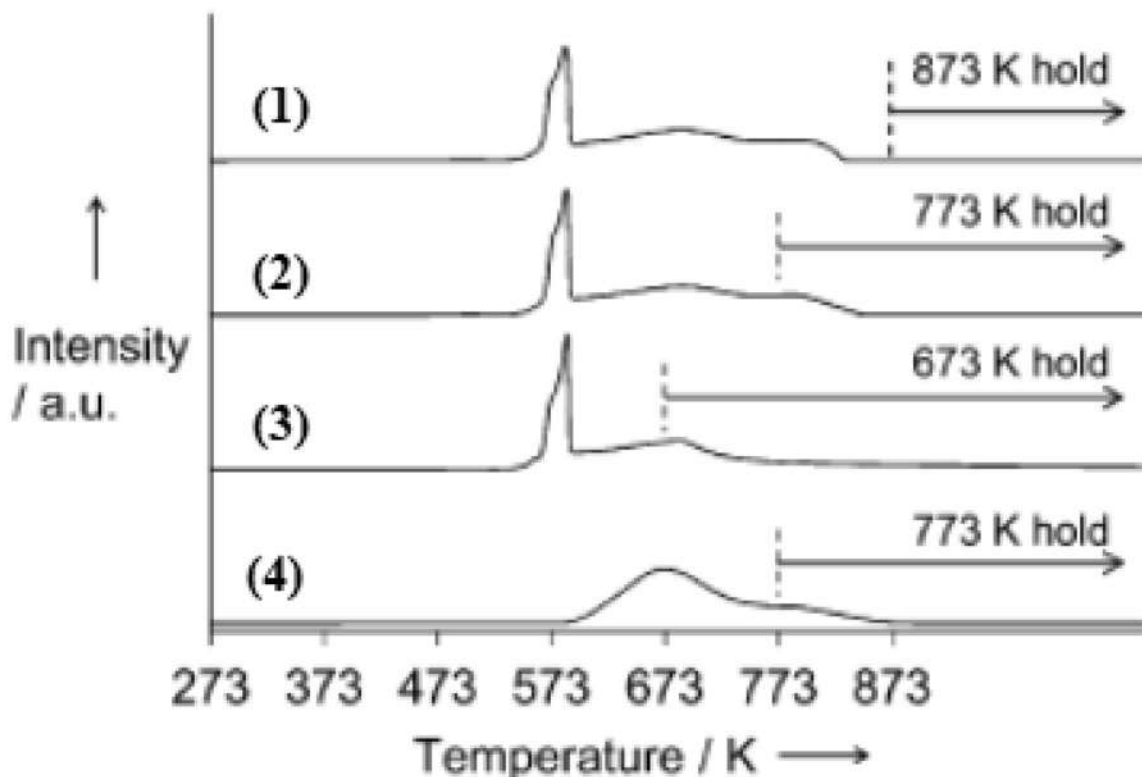 (1)
873 K hold
(2)
773 K hold
Intensity
/ a.u.
(3)
673 K hold
(4)
773 K hold
273 373 473 573 673 773 873
Temperature / K